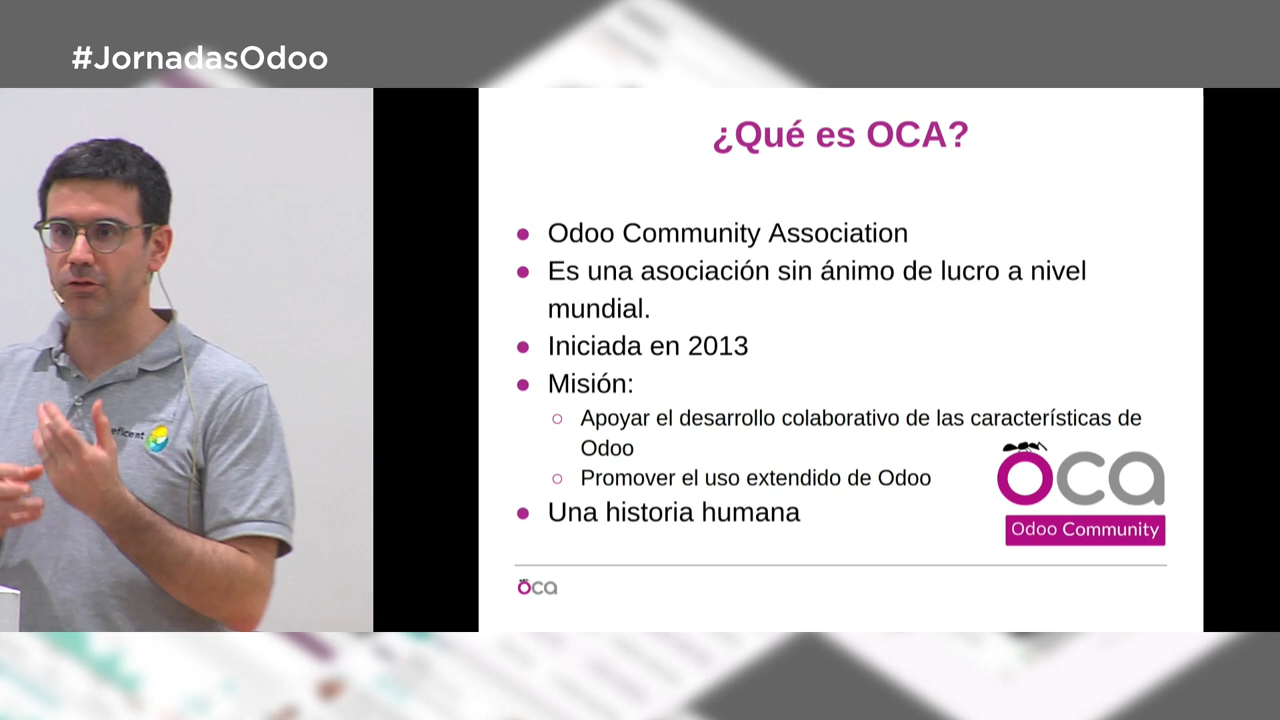 #JornadasOdoo
¿Qué es OCA?
Odoo Community Association
Es una asociación sin ánimo de lucro a nivel
mundial.
Iniciada en 2013
Misión:
Apoyar el desarrollo colaborativo de las características de
Odoo
Promover el uso extendido de Odoo
Una historia humana
oca
Odoo Community
oca